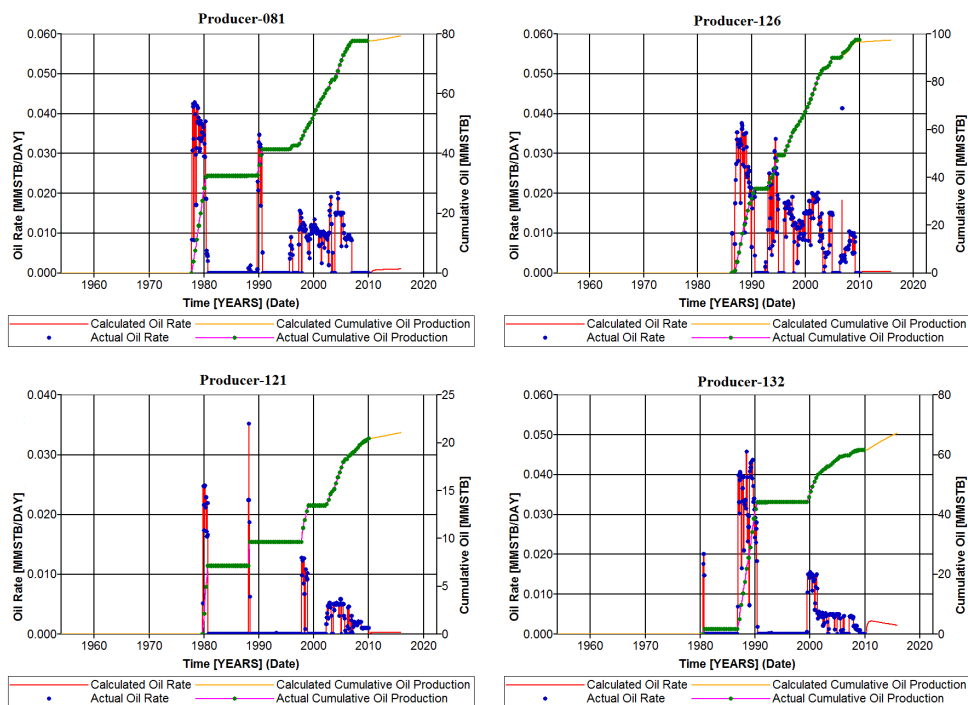 Producer-081
0.060
0.050
0.040
0.030
0.020
0.010
0.000
Oil Rate [MMSTB/DAY]
80
60
40
20
0
Cumulative Oil [MMSTB]
1960 1970 1980 1990 2000 2010 2020
Time [YEARS] (Date)
Calculated Oil Rate Calculated Cumulative Oil Production
Actual Oil Rate Actual Cumulative Oil Production
Producer-126
0.060
0.050
0.040
0.030
0.020
0.010
0.000
Oil Rate [MMSTB/DAY]
100
80
60
40
20
0
Cumulative Oil [MMSTB]
1960 1970 1980 1990 2000 2010 2020
Time [YEARS] (Date)
Calculated Oil Rate Calculated Cumulative Oil Production
Actual Oil Rate Actual Cumulative Oil Production
Producer-121
0.040
0.030
0.020
0.010
0.000
Oil Rate [MMSTB/DAY]
25
20
15
10
5
0
Cumulative Oil [MMSTB]
1960 1970 1980 1990 2000 2010 2020
Time [YEARS] (Date)
Calculated Oil Rate Calculated Cumulative Oil Production
Actual Oil Rate Actual Cumulative Oil Production
Producer-132
0.060
0.050
0.040
0.030
0.020
0.010
0.000
Oil Rate [MMSTB/DAY]
80
60
40
20
0
Cumulative Oil [MMSTB]
1960 1970 1980 1990 2000 2010 2020
Time [YEARS] (Date)
Calculated Oil Rate Calculated Cumulative Oil Production
Actual Oil Rate Actual Cumulative Oil Production